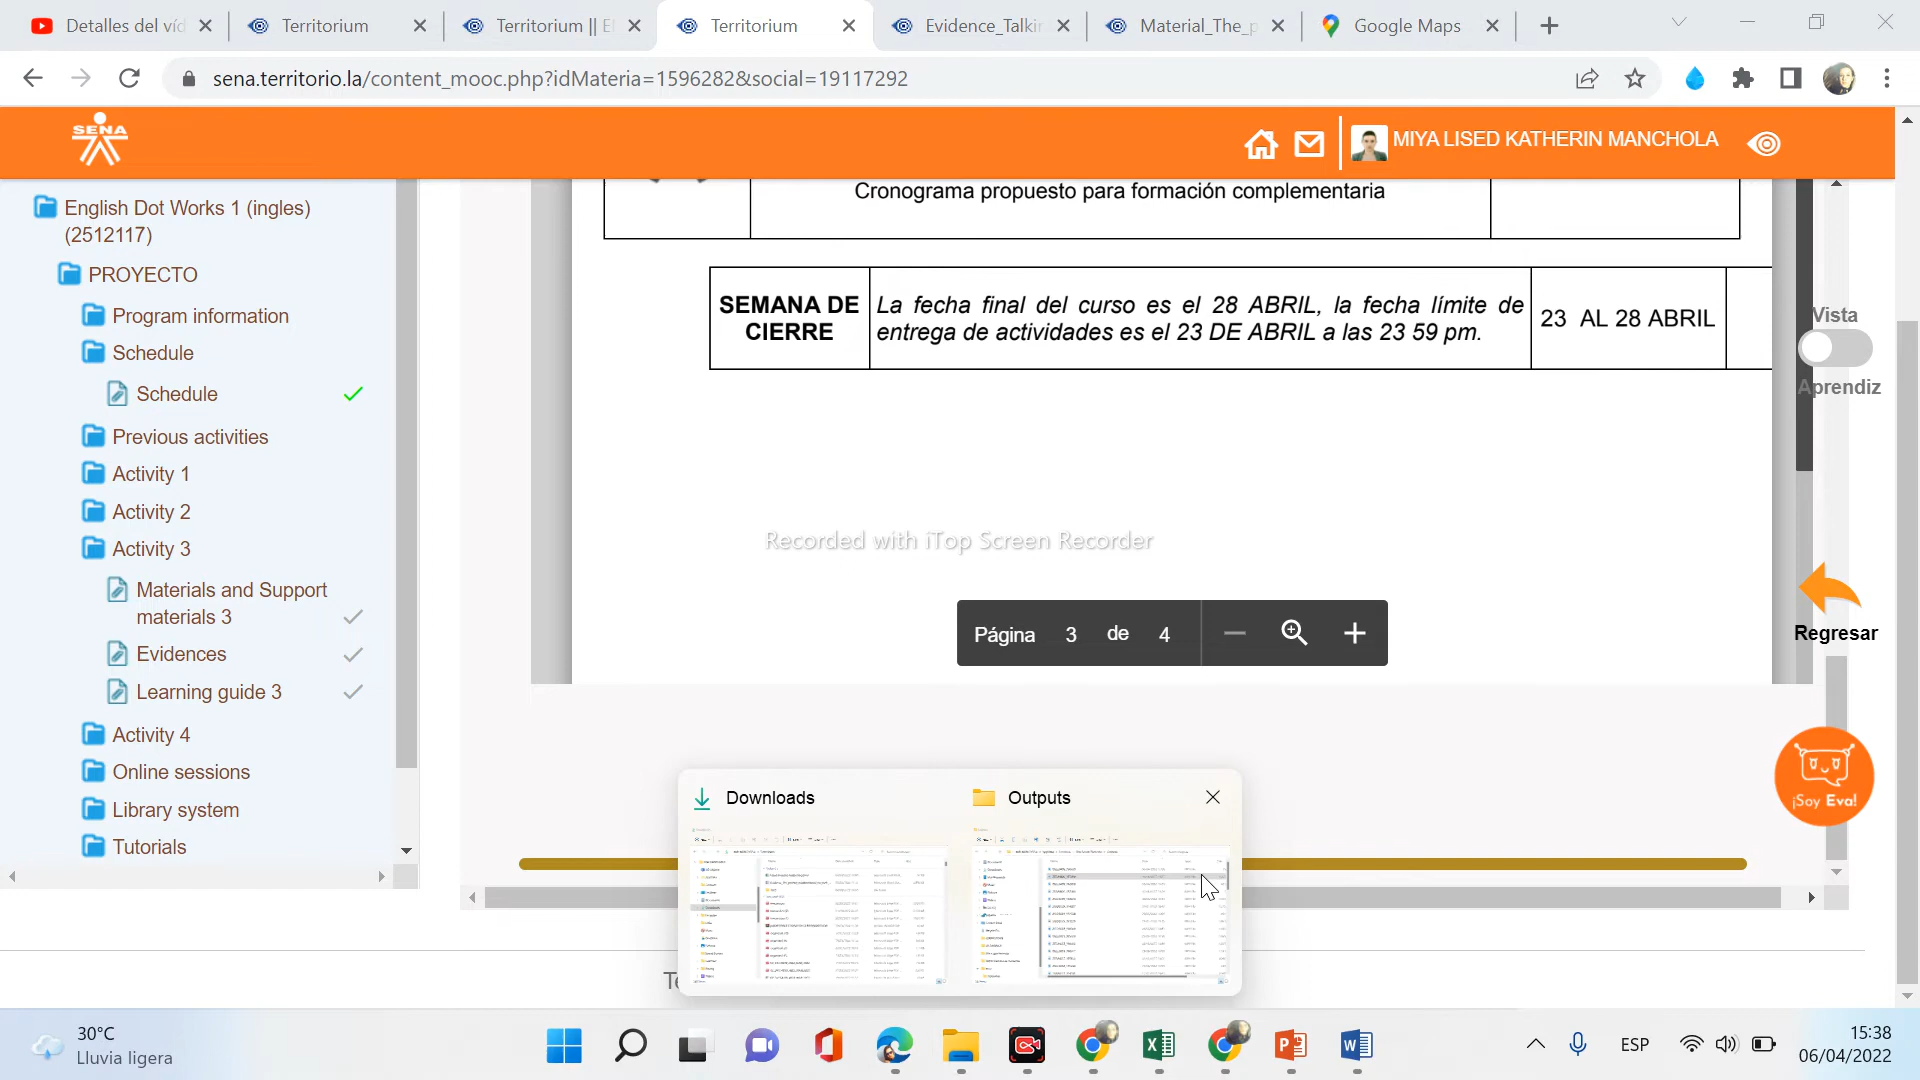 Detalles del víd
Territorium
Territorium || E
Territorium
Evidence_Talkin
Material_The_p
Google Maps
sena.territorio.la/content_mooc.php?idMateria=1596282&social=19117292
SENA
MIYA LISED KATHERIN MANCHOLA
English Dot Works 1 (ingles)
(2512117)
PROYECTO
Program information
Schedule
Schedule
Previous activities
Activity 1
Activity 2
Activity 3
Materials and Support
materials 3
Evidences
Learning guide 3
Activity 4
Online sessions
Library system
Tutorials
Cronograma propuesto para formación complementaria
SEMANA DE
CIERRE
La fecha final del curso es el 28 ABRIL, la fecha límite de
entrega de actividades es el 23 DE ABRIL a las 23 59 pm.
23 AL 28 ABRIL
Vista
Aprendiz
Recorded with iTop Screen Recorder
Página 3 de 4
Regresar
¡Soy Eva!
Downloads
Outputs
Te
30°C
Lluvia ligera
ESP
15:38
06/04/2022